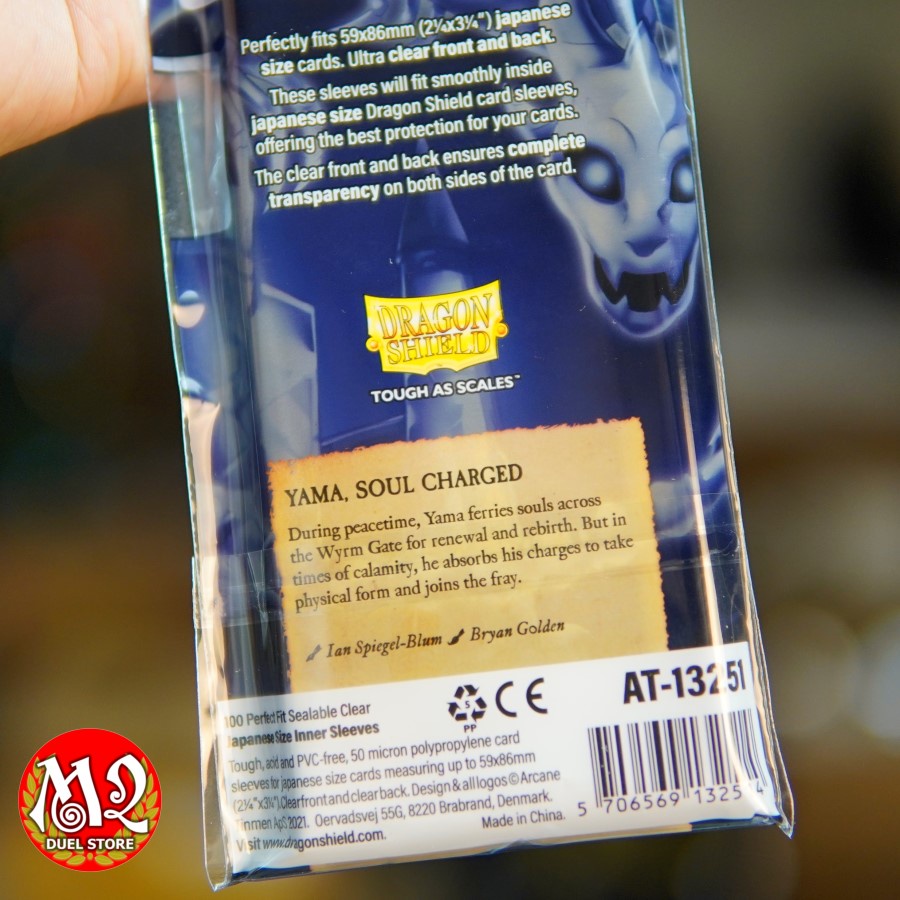 Perfectly fits 59x86mm (2¼x3¼") japanese
size cards. Ultra clear front and back.
These sleeves will fit smoothly inside
japanese size Dragon Shield card sleeves,
offering the best protection for your cards.
The clear front and back ensures complete
transparency on both sides of the card.
DRAGON
SHIELD
TOUGH AS SCALES™
YAMA, SOUL CHARGED
During peacetime, Yama ferries souls across
the Wyrm Gate for renewal and rebirth. But in
times of calamity, he absorbs his charges to take
physical form and joins the fray.
Ian Spiegel-Blum Bryan Golden
AT-13251
5
PP
CE
100 Perfect Fit Sealable Clear
Japanese Size Inner Sleeves
Tough, acid and PVC-free, 50 micron polypropylene card
sleeves for japanese size cards measuring up to 59x86mm
(2¼"x3¼"). Clear front and clear back. Design & all logos © Arcane
Tinmen ApS 2021. Oervadsvej 55G, 8220 Brabrand, Denmark.
Visit www.dragonshield.com.
Made in China.
5 706569 1325 4
M2
DUEL STORE